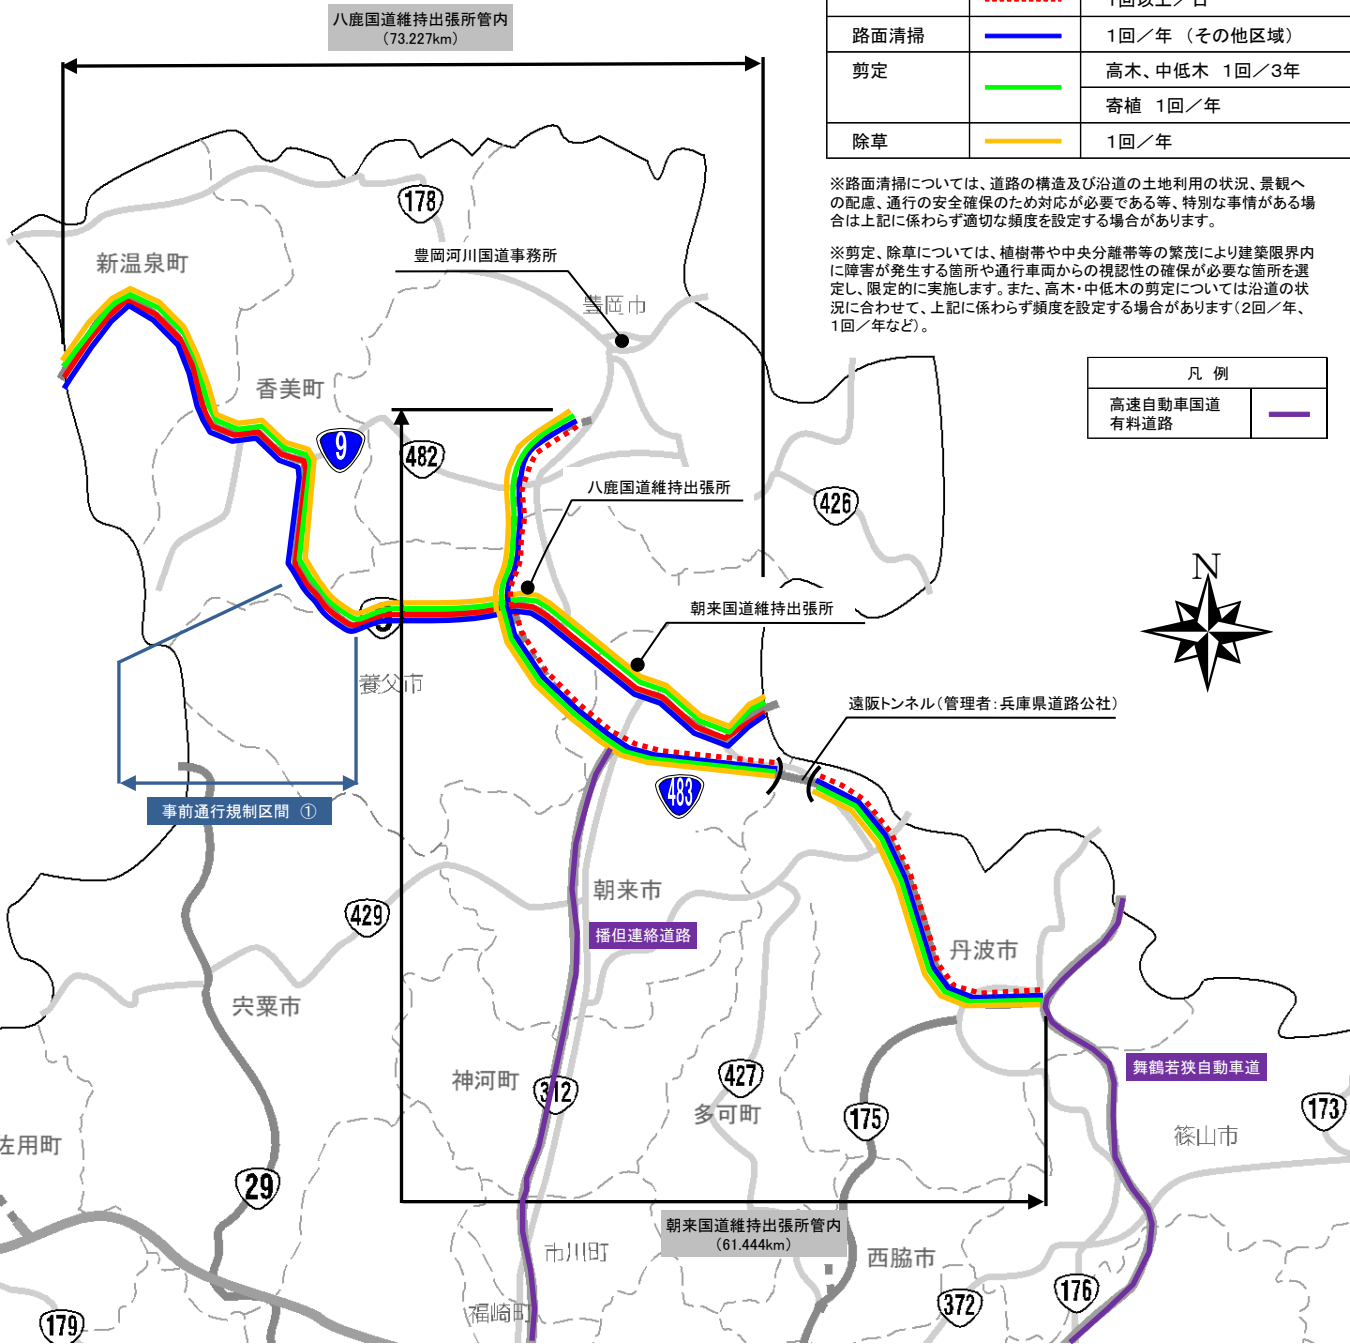 八鹿国道維持出張所管内
(73.227km)
路面清掃
1回／年 （その他区域）
剪定
高木、中低木 1回／3年
寄植 1回／年
除草
1回／年
※路面清掃については、道路の構造及び沿道の土地利用の状況、景観へ
の配慮、通行の安全確保のため対応が必要である等、特別な事情がある場
合は上記に係わらず適切な頻度を設定する場合があります。
※剪定、除草については、植樹帯や中央分離帯等の繁茂により建築限界内
に障害が発生する箇所や通行車両からの視認性の確保が必要な箇所を選
定し、限定的に実施します。また、高木・中低木の剪定については沿道の状
況に合わせて、上記に係わらず頻度を設定する場合があります（2回／年、
1回／年など）。
凡 例
高速自動車国道
有料道路
178
新温泉町
豊岡河川国道事務所
豊岡市
香美町
9
482
八鹿国道維持出張所
426
N
朝来国道維持出張所
養父市
遠阪トンネル（管理者：兵庫県道路公社）
483
事前通行規制区間 ①
朝来市
429
播但連絡道路
丹波市
宍粟市
舞鶴若狭自動車道
神河町
312
427
多可町
175
173
篠山市
佐用町
29
朝来国道維持出張所管内
(61.444km)
市川町
西脇市
福崎町
179
372
176